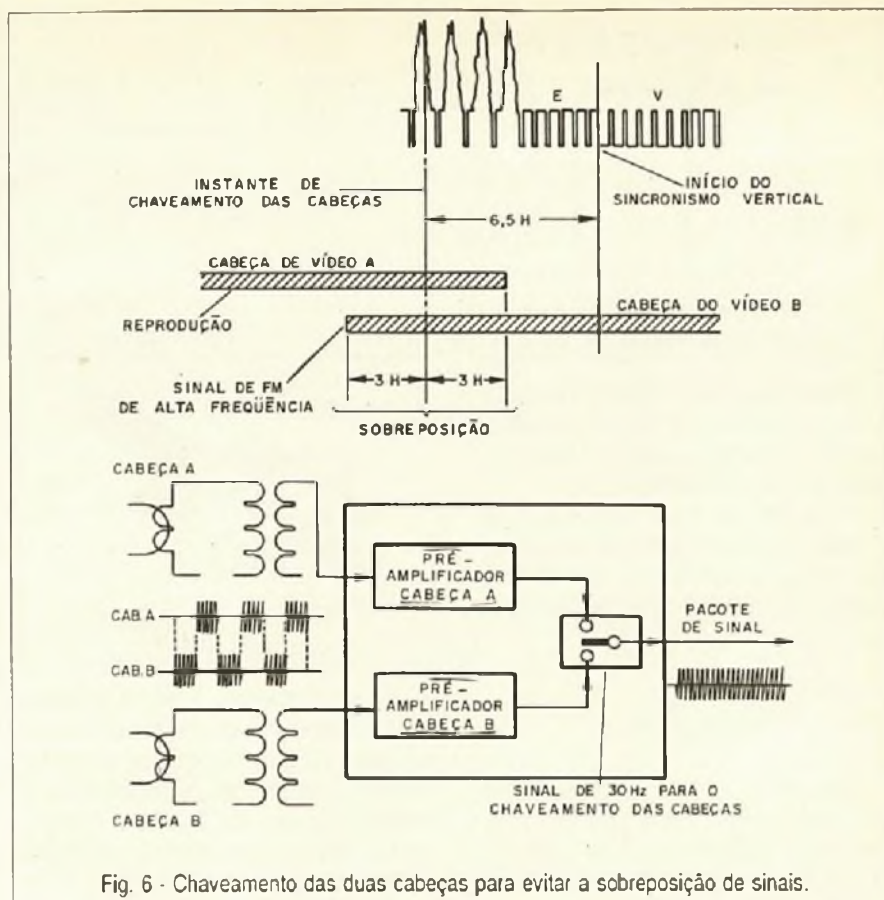 E
V
INSTANTE DE
CHAVEAMENTO DAS CABEÇAS
INÍCIO DO
SINCRONISMO VERTICAL
6,5 H
CABEÇA DE VÍDEO A
REPRODUÇÃO
CABEÇA DO VÍDEO B
SINAL DE FM
DE ALTA FREQÜÊNCIA
3 H
3 H
SOBREPOSIÇÃO
CABEÇA A
PRÉ-
AMPLIFICADOR
CABEÇA A
CAB.A
CAB.B
PACOTE
DE SINAL
PRÉ-
AMPLIFICADOR
CABEÇA B
SINAL DE 30Hz PARA O
CHAVEAMENTO DAS CABEÇAS
CABEÇA B
Fig. 6 - Chaveamento das duas cabeças para evitar a sobreposição de sinais.